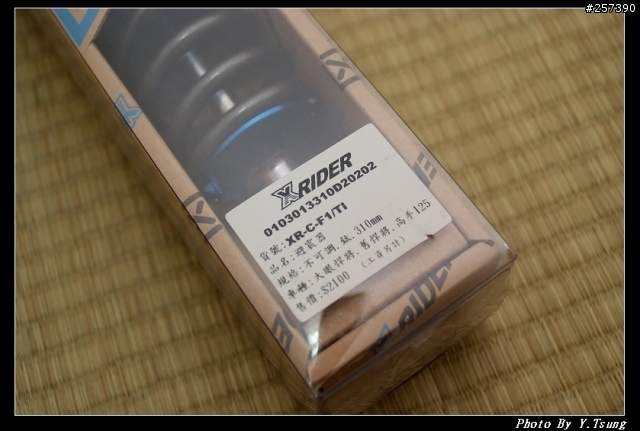 #257390
XRIDER
0103013310D20202
貨號:XR-C-F1/TI
品名:避震器
規格:不可調.鈦.310mm
車種:大眼悍將.舊悍將.高手125
售價:$2100 (工資另計)
Photo By Y.Tsung